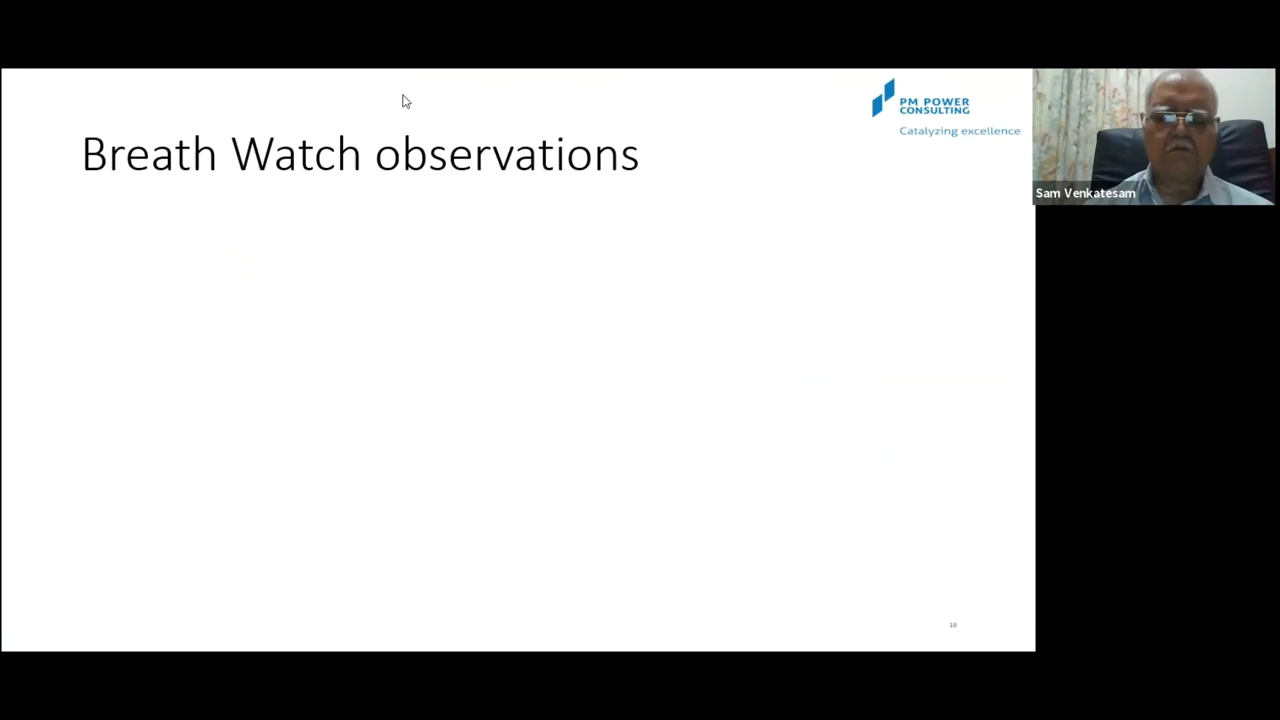 Breath Watch observations
PM POWER
CONSULTING
Catalyzing excellence
Sam Venkatesam